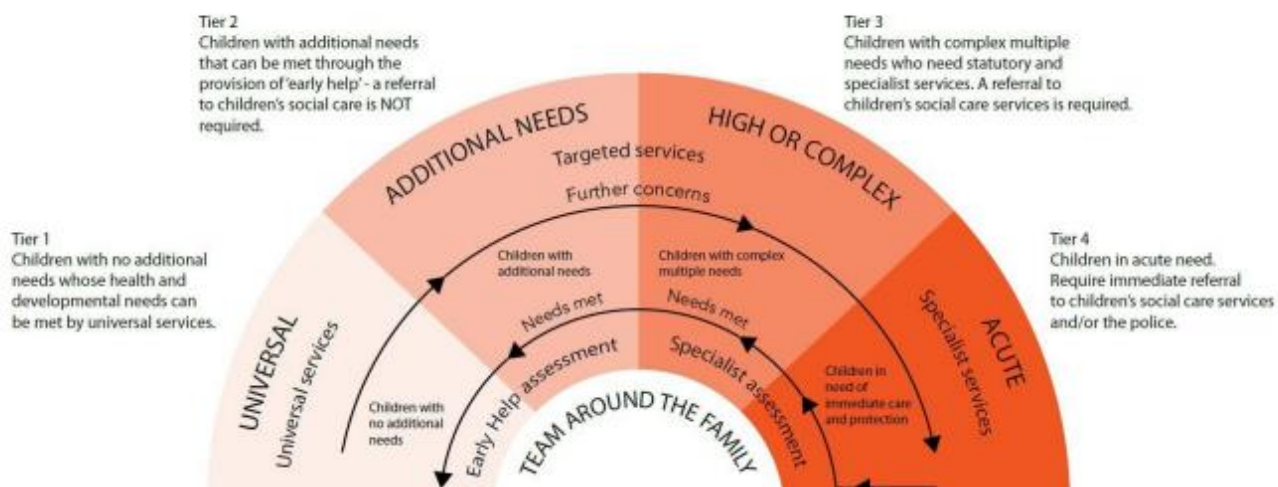 Tier 2
Children with additional needs
that can be met through the
provision of 'early help' - a referral
to children's social care is NOT
required.
Tier 3
Children with complex multiple
needs who need statutory and
specialist services. A referral to
children's social care services is required.
Tier 1
Children with no additional
needs whose health and
developmental needs can
be met by universal services.
Tier 4
Children in acute need.
Require immediate referral
to children's social care services
and/or the police.
UNIVERSAL
ADDITIONAL NEEDS
HIGH OR COMPLEX
ACUTE
Universal services
Targeted services
Specialist services
Further concerns
Children with
no additional
needs
Children with
additional needs
Children with complex
multiple needs
Children in
need of
immediate care
and protection
Needs met
Needs met
Early Help assessment
Specialist assessment
TEAM AROUND THE FAMILY